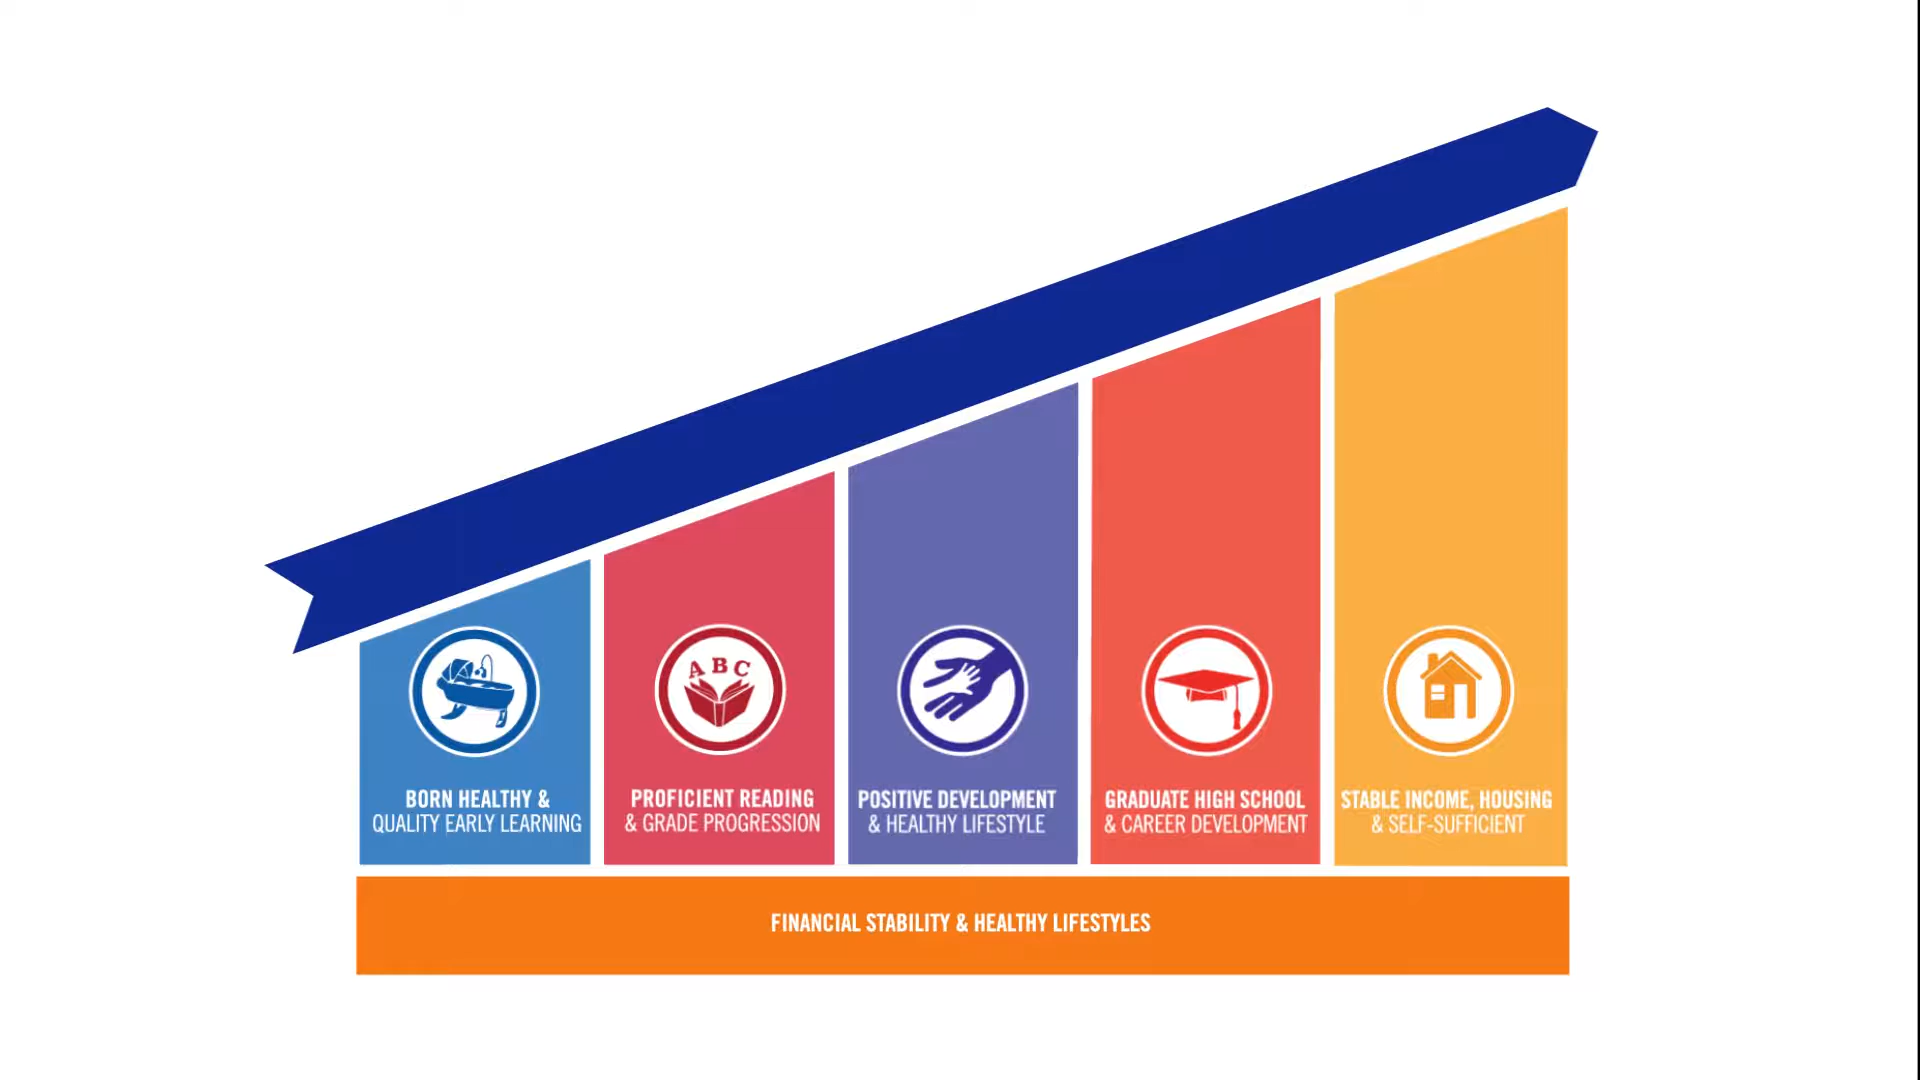 ABC
BORN HEALTHY &
QUALITY EARLY LEARNING
PROFICIENT READING
& GRADE PROGRESSION
POSITIVE DEVELOPMENT
& HEALTHY LIFESTYLE
GRADUATE HIGH SCHOOL
& CAREER DEVELOPMENT
STABLE INCOME, HOUSING
& SELF-SUFFICIENT
FINANCIAL STABILITY & HEALTHY LIFESTYLES